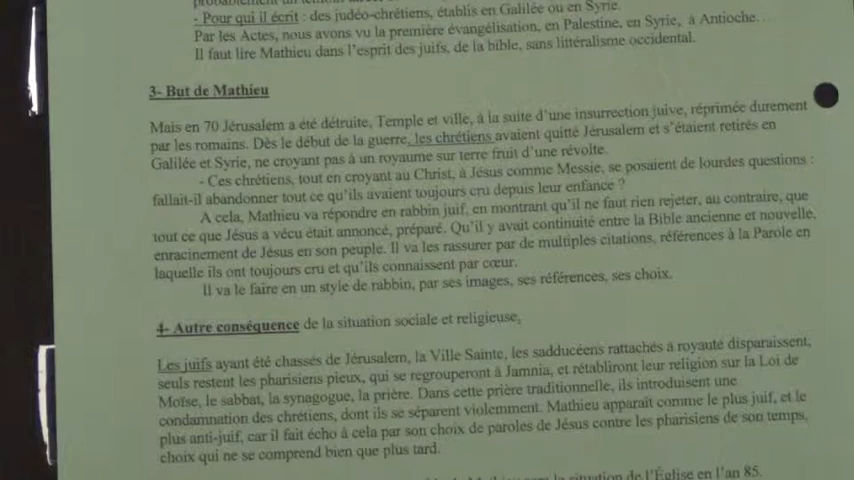 - Pour qui il écrit : des judéo-chrétiens, établis en Galilée ou en Syrie.
Par les Actes, nous avons vu la première évangélisation, en Palestine, en Syrie, à Antioche…
Il faut lire Mathieu dans l'esprit des juifs, de la bible, sans littéralisme occidental.
3- But de Mathieu
Mais en 70 Jérusalem a été détruite, Temple et ville, à la suite d'une insurrection juive, réprimée durement
par les romains. Dès le début de la guerre, les chrétiens avaient quitté Jérusalem et s'étaient retirés en
Galilée et Syrie, ne croyant pas à un royaume sur terre fruit d'une révolte.
- Ces chrétiens, tout en croyant au Christ, à Jésus comme Messie, se posaient de lourdes questions :
fallait-il abandonner tout ce qu'ils avaient toujours cru depuis leur enfance ?
A cela, Mathieu va répondre en rabbin juif, en montrant qu'il ne faut rien rejeter, au contraire, que
tout ce que Jésus a vécu était annoncé, préparé. Qu'il y avait continuité entre la Bible ancienne et nouvelle,
enracinement de Jésus en son peuple. Il va les rassurer par de multiples citations, références à la Parole en
laquelle ils ont toujours cru et qu'ils connaissent par cœur.
Il va le faire en un style de rabbin, par ses images, ses références, ses choix.
4- Autre conséquence de la situation sociale et religieuse,
Les juifs ayant été chassés de Jérusalem, la Ville Sainte, les sadducéens rattachés à royauté disparaissent,
seuls restent les pharisiens pieux, qui se regrouperont à Jamnia, et rétabliront leur religion sur la Loi de
Moïse, le sabbat, la synagogue, la prière. Dans cette prière traditionnelle, ils introduisent une
condamnation des chrétiens, dont ils se séparent violemment. Mathieu apparaît comme le plus juif, et le
plus anti-juif, car il fait écho à cela par son choix de paroles de Jésus contre les pharisiens de son temps,
choix qui ne se comprend bien que plus tard.
la situation de l'Église en l'an 85.